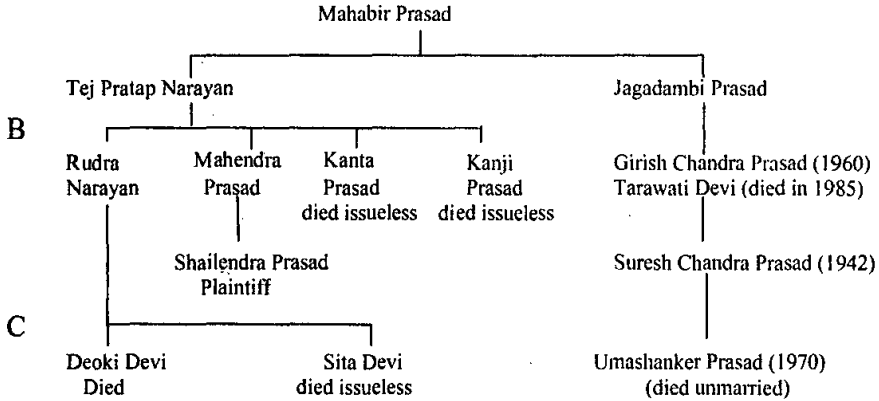 Mahabir Prasad
Tej Pratap Narayan
Jagadambi Prasad
B
Rudra
Narayan
Mahendra
Prasad
Kanta
Prasad
died issueless
Kanji
Prasad
died issueless
Girish Chandra Prasad (1960)
Tarawati Devi (died in 1985)
Shailendra Prasad
Plaintiff
Suresh Chandra Prasad (1942)
C
Deoki Devi
Died
Sita Devi
died issueless
Umashanker Prasad (1970)
(died unmarried)